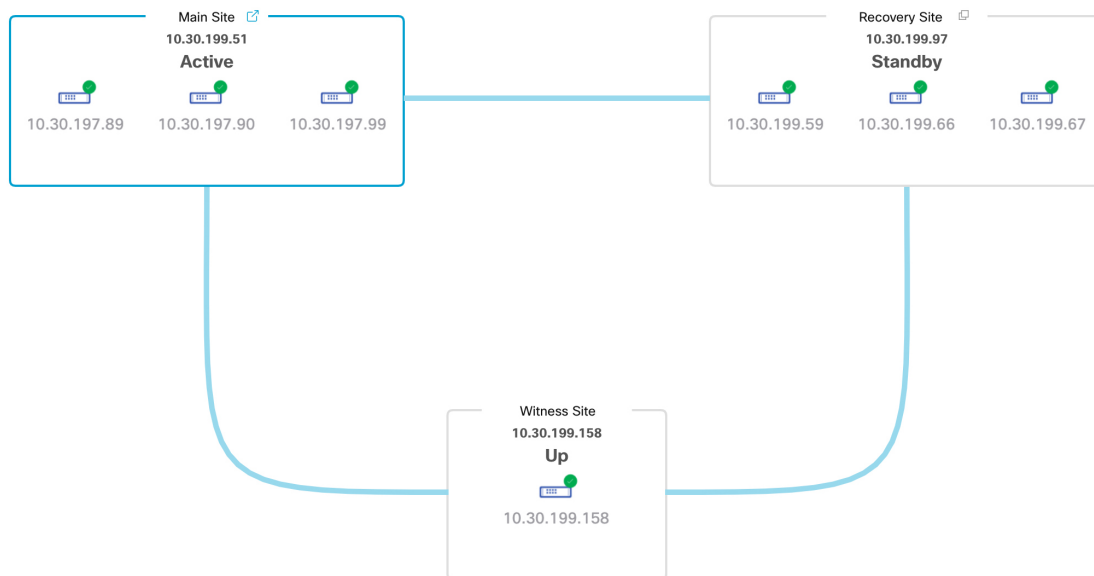 Main Site
10.30.199.51
Active
10.30.197.89 10.30.197.90 10.30.197.99
Recovery Site
10.30.199.97
Standby
10.30.199.59 10.30.199.66 10.30.199.67
Witness Site
10.30.199.158
Up
10.30.199.158